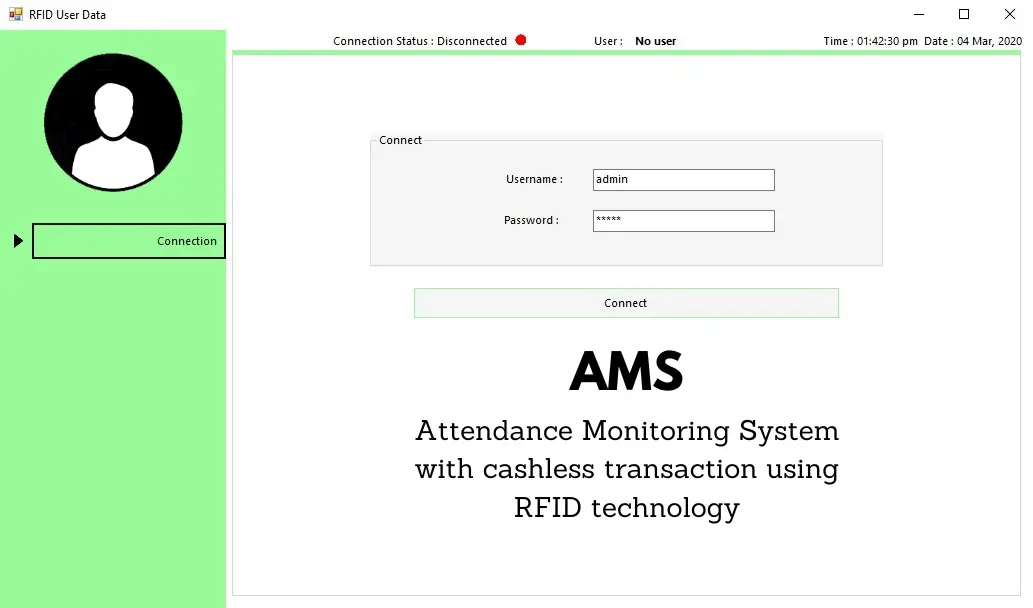 RFID User Data
Connection Status : Disconnected User : No user Time : 01:42:30 pm Date : 04 Mar, 2020
Connection
Connect
Username : admin
Password : *****
Connect
AMS
Attendance Monitoring System
with cashless transaction using
RFID technology